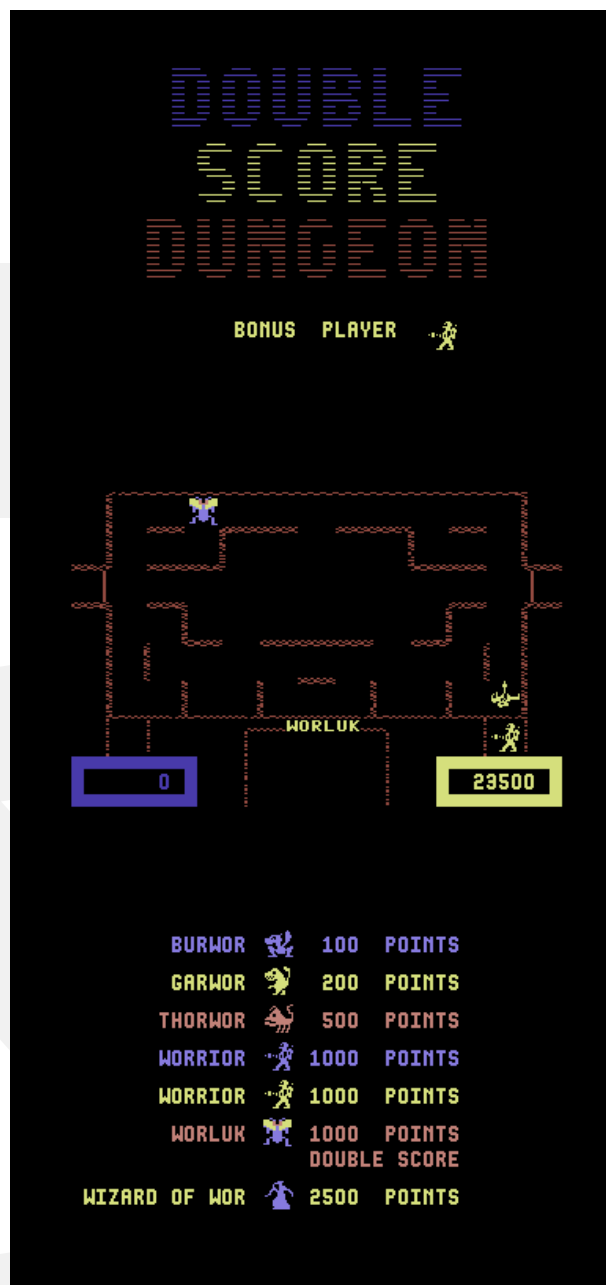 DOUBLE
SCORE
DUNGEON
BONUS PLAYER
WORLUK
0
23500
BURWOR 100 POINTS
GARWOR 200 POINTS
THORWOR 500 POINTS
WORRIOR 1000 POINTS
WORRIOR 1000 POINTS
WORLUK 1000 POINTS
DOUBLE SCORE
WIZARD OF WOR 2500 POINTS